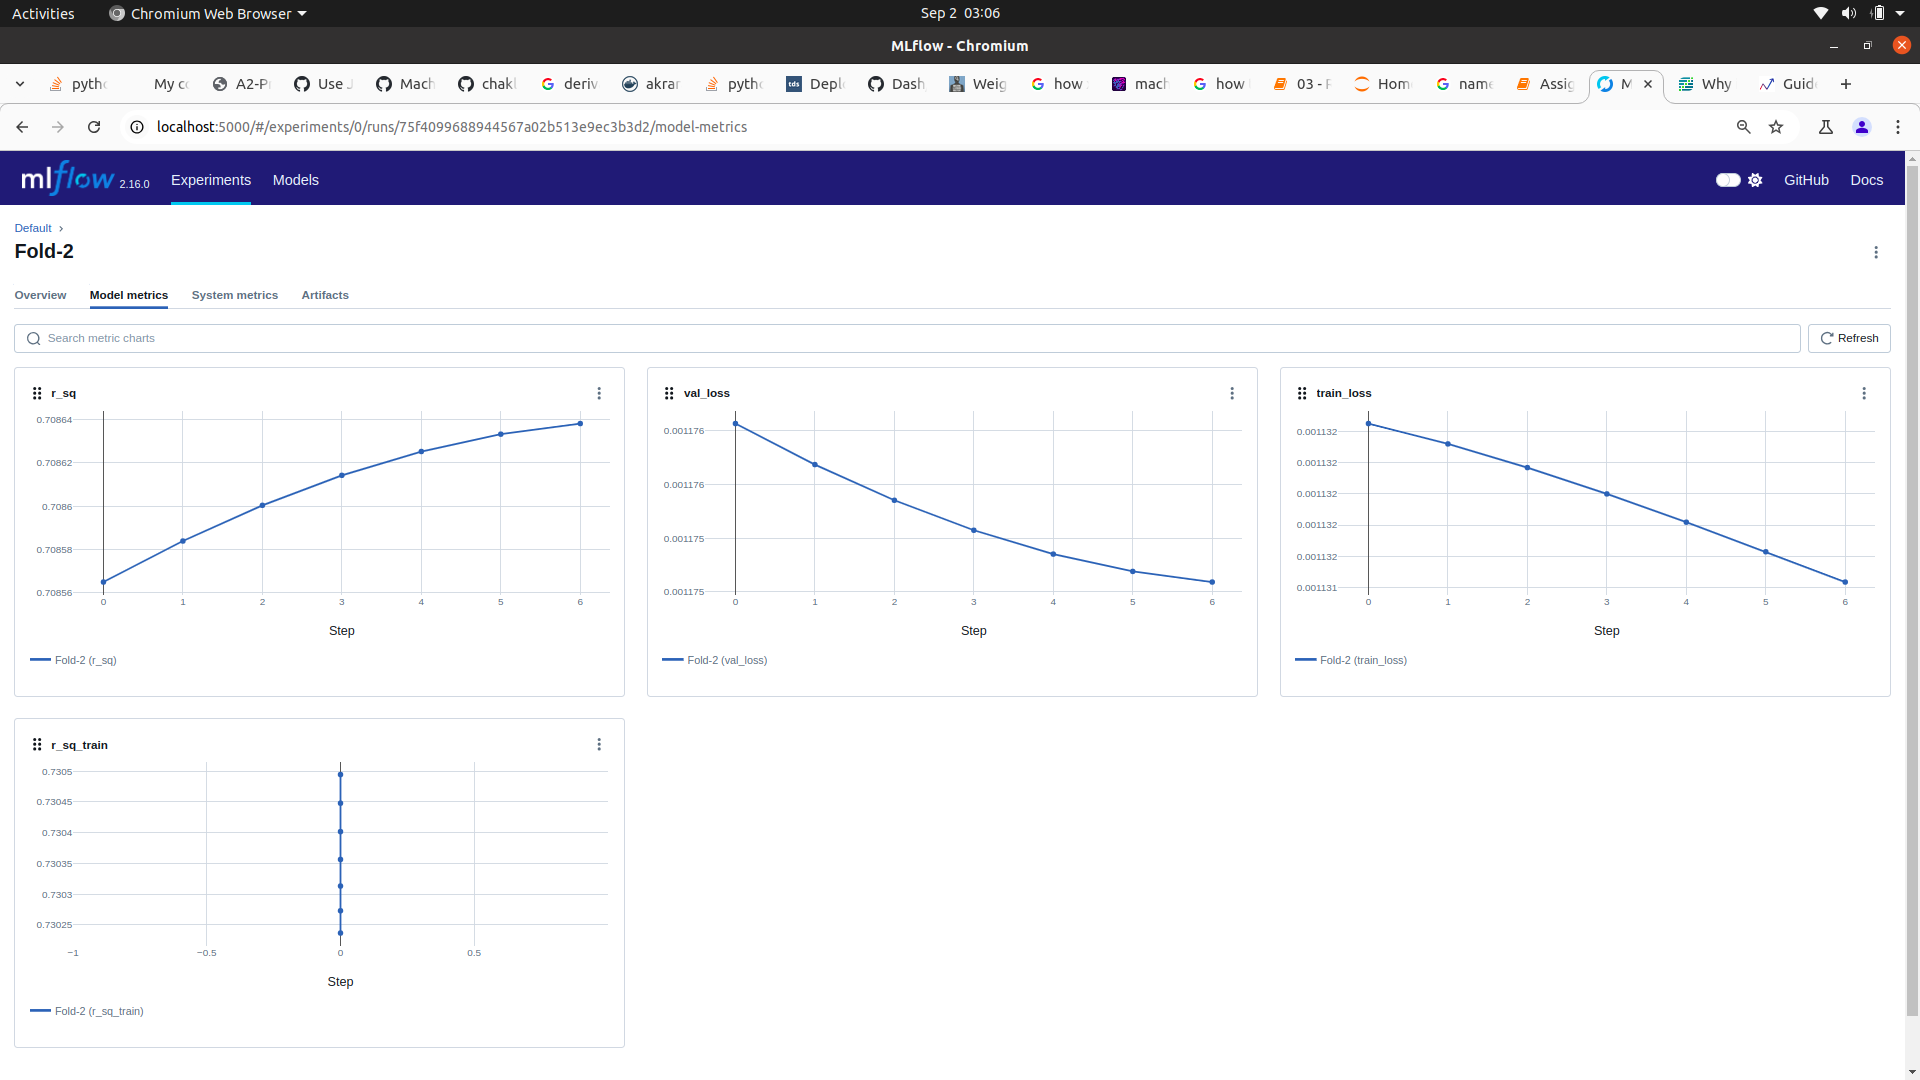 Activities Chromium Web Browser Sep 2 03:06
MLflow - Chromium
pytho My co A2-Pr Use J Mach chakl deriv akrar pytho Depl Dash Weig how mach how 03 - F Hom name Assig M Why Guid
localhost:5000/#/experiments/0/runs/75f4099688944567a02b513e9ec3b3d2/model-metrics
mlflow 2.16.0 Experiments Models GitHub Docs
Default ›
Fold-2
Overview Model metrics System metrics Artifacts
Search metric charts Refresh
r_sq
0.70864
0.70862
0.7086
0.70858
0.70856
0 1 2 3 4 5 6
Step
Fold-2 (r_sq)
val_loss
0.001176
0.001176
0.001175
0.001175
0 1 2 3 4 5 6
Step
Fold-2 (val_loss)
train_loss
0.001132
0.001132
0.001132
0.001132
0.001132
0.001131
0 1 2 3 4 5 6
Step
Fold-2 (train_loss)
r_sq_train
0.7305
0.73045
0.7304
0.73035
0.7303
0.73025
−1 −0.5 0 0.5
Step
Fold-2 (r_sq_train)